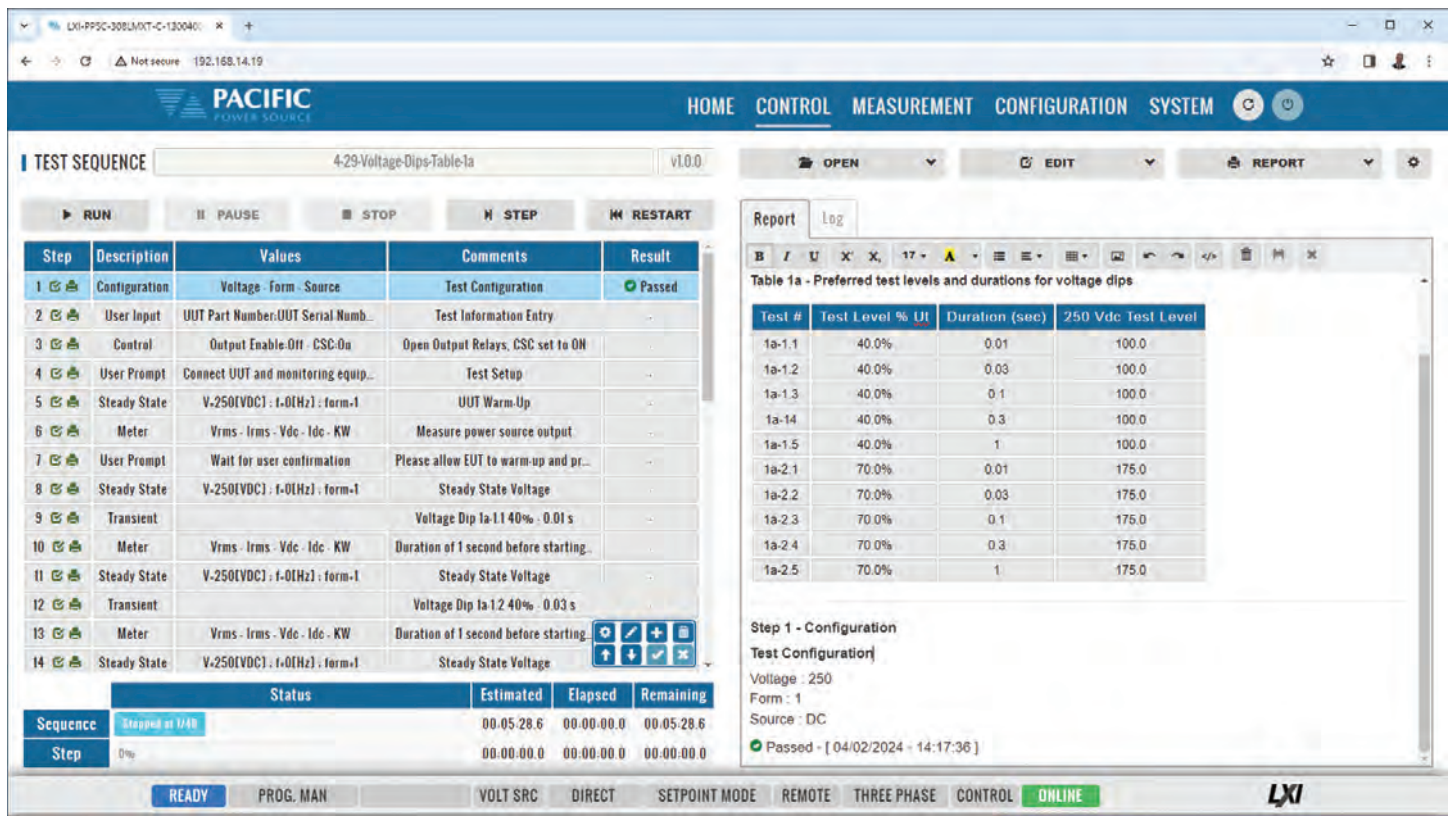 LXI-PPSC-308LMXT-C-130040
Not secure 192.168.14.19
PACIFIC
POWER SOURCE
HOME CONTROL MEASUREMENT CONFIGURATION SYSTEM
TEST SEQUENCE 4-29-Voltage-Dips-Table-1a v1.0.0
OPEN EDIT REPORT
RUN PAUSE STOP STEP RESTART
Step Description Values Comments Result
1 Configuration Voltage - Form - Source Test Configuration Passed
2 User Input UUT Part Number:UUT Serial Numb... Test Information Entry -
3 Control Output Enable-Off - CSC-On Open Output Relays, CSC set to ON -
4 User Prompt Connect UUT and monitoring equip... Test Setup -
5 Steady State V=250[VDC] ; f=0[Hz] ; form=1 UUT Warm-Up -
6 Meter Vrms - Irms - Vdc - Idc - KW Measure power source output -
7 User Prompt Wait for user confirmation Please allow EUT to warm-up and pr... -
8 Steady State V=250[VDC] ; f=0[Hz] ; form=1 Steady State Voltage -
9 Transient Voltage Dip 1a-1.1 40% - 0.01 s -
10 Meter Vrms - Irms - Vdc - Idc - KW Duration of 1 second before starting... -
11 Steady State V=250[VDC] ; f=0[Hz] ; form=1 Steady State Voltage -
12 Transient Voltage Dip 1a-1.2 40% - 0.03 s -
13 Meter Vrms - Irms - Vdc - Idc - KW Duration of 1 second before starting...
14 Steady State V=250[VDC] ; f=0[Hz] ; form=1 Steady State Voltage
Status Estimated Elapsed Remaining
Sequence Stopped at 1/48 00:05:28.6 00:00:00.0 00:05:28.6
Step 0% 00:00:00.0 00:00:00.0 00:00:00.0
Report Log
B I U X X, 17 A
Table 1a - Preferred test levels and durations for voltage dips
Test # Test Level % Ut Duration (sec) 250 Vdc Test Level
1a-1.1 40.0% 0.01 100.0
1a-1.2 40.0% 0.03 100.0
1a-1.3 40.0% 0.1 100.0
1a-14 40.0% 0.3 100.0
1a-1.5 40.0% 1 100.0
1a-2.1 70.0% 0.01 175.0
1a-2.2 70.0% 0.03 175.0
1a-2.3 70.0% 0.1 175.0
1a-2.4 70.0% 0.3 175.0
1a-2.5 70.0% 1 175.0
Step 1 - Configuration
Test Configuration
Voltage : 250
Form : 1
Source : DC
Passed - [ 04/02/2024 - 14:17:36 ]
READY PROG. MAN VOLT SRC DIRECT SETPOINT MODE REMOTE THREE PHASE CONTROL ONLINE LXI